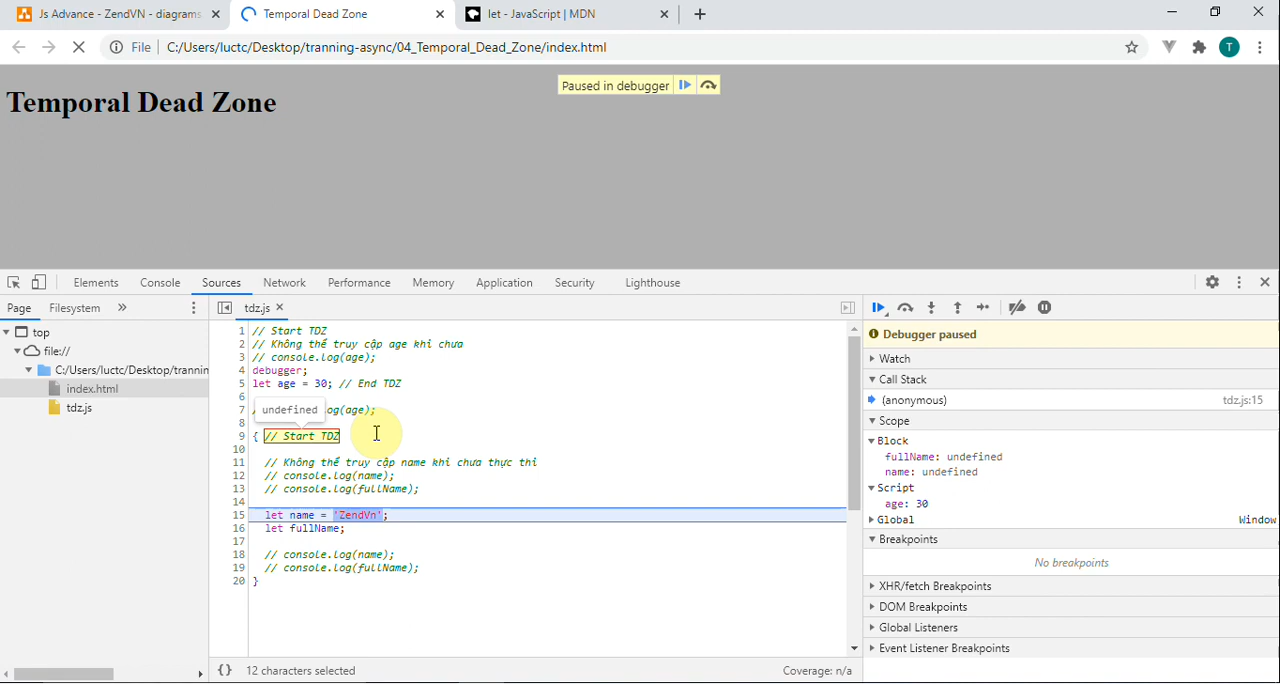 Js Advance - ZendVN - diagrams.
Temporal Dead Zone
let - JavaScript | MDN
File
C:/Users/luctc/Desktop/tranning-async/04_Temporal_Dead_Zone/index.html
T
Paused in debugger
Temporal Dead Zone
Elements Console Sources Network Performance Memory Application Security Lighthouse
Page Filesystem »
tdz.js
top
file://
C:/Users/luctc/Desktop/trannin
index.html
tdz.js
1 // Start TDZ
2 // Không thể truy cập age khi chưa
3 // console.log(age);
4 debugger;
5 let age = 30; // End TDZ
6
7 og(age);
undefined
8
9 { // Start TDZ
10
11 // Không thể truy cập name khi chưa thực thi
12 // console.log(name);
13 // console.log(fullName);
14
15 let name = 'ZendVn';
16 let fullName;
17
18 // console.log(name);
19 // console.log(fullName);
20 }
{ } 12 characters selected
Coverage: n/a
Debugger paused
Watch
Call Stack
(anonymous) tdz.js:15
Scope
Block
fullName: undefined
name: undefined
Script
age: 30
Global Window
Breakpoints
No breakpoints
XHR/fetch Breakpoints
DOM Breakpoints
Global Listeners
Event Listener Breakpoints